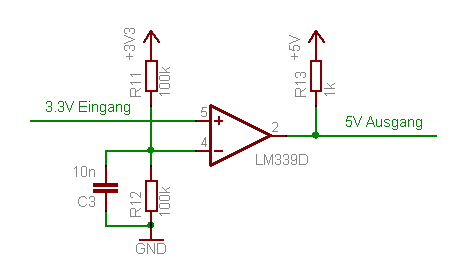 +3V3
+5V
R11
100k
R13
1k
3.3V Eingang
5
+
2
5V Ausgang
4
-
LM339D
10n
C3
R12
100k
GND